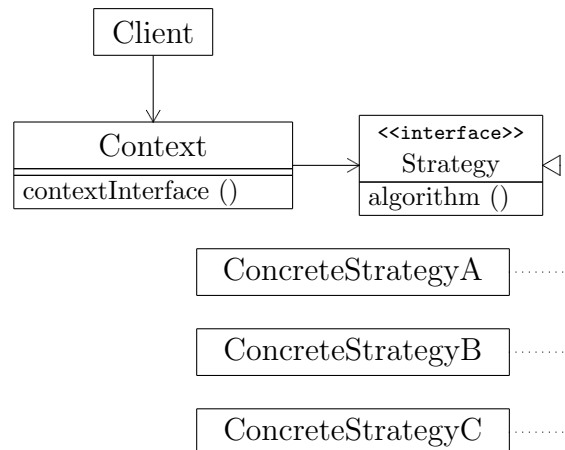 Client
Context
contextInterface ()
<<interface>>
Strategy
algorithm ()
ConcreteStrategyA
ConcreteStrategyB
ConcreteStrategyC